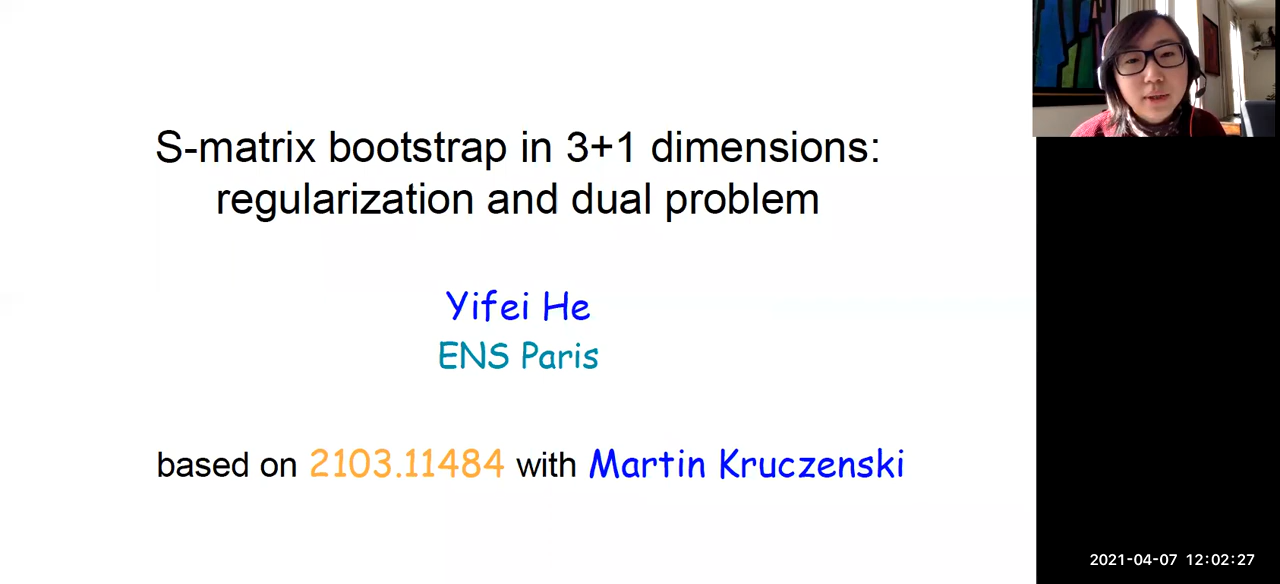 S-matrix bootstrap in 3+1 dimensions:
regularization and dual problem
Yifei He
ENS Paris
based on 2103.11484 with Martin Kruczenski
2021-04-07 12:02:27